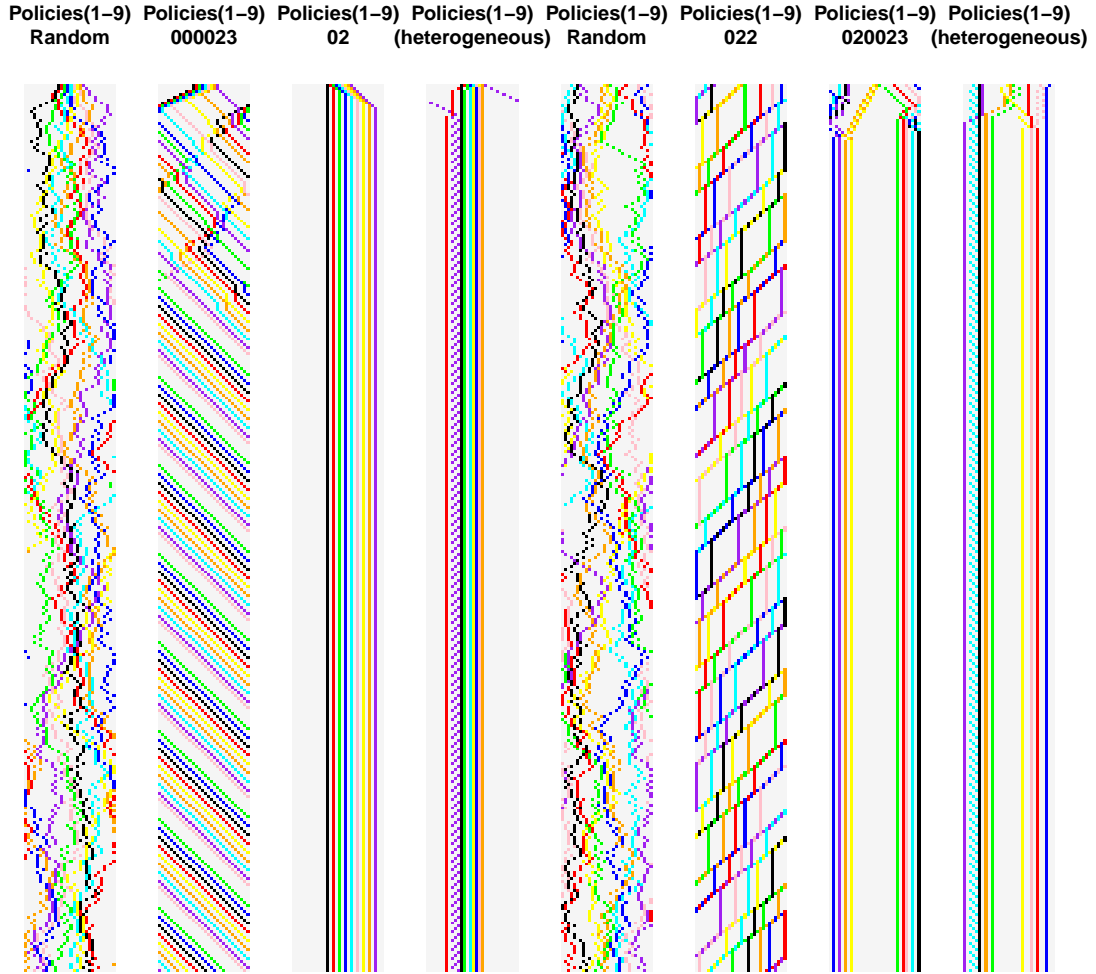 Policies(1−9) Policies(1−9) Policies(1−9) Policies(1−9) Policies(1−9) Policies(1−9) Policies(1−9) Policies(1−9)
Random 000023 02 (heterogeneous) Random 022 020023 (heterogeneous)